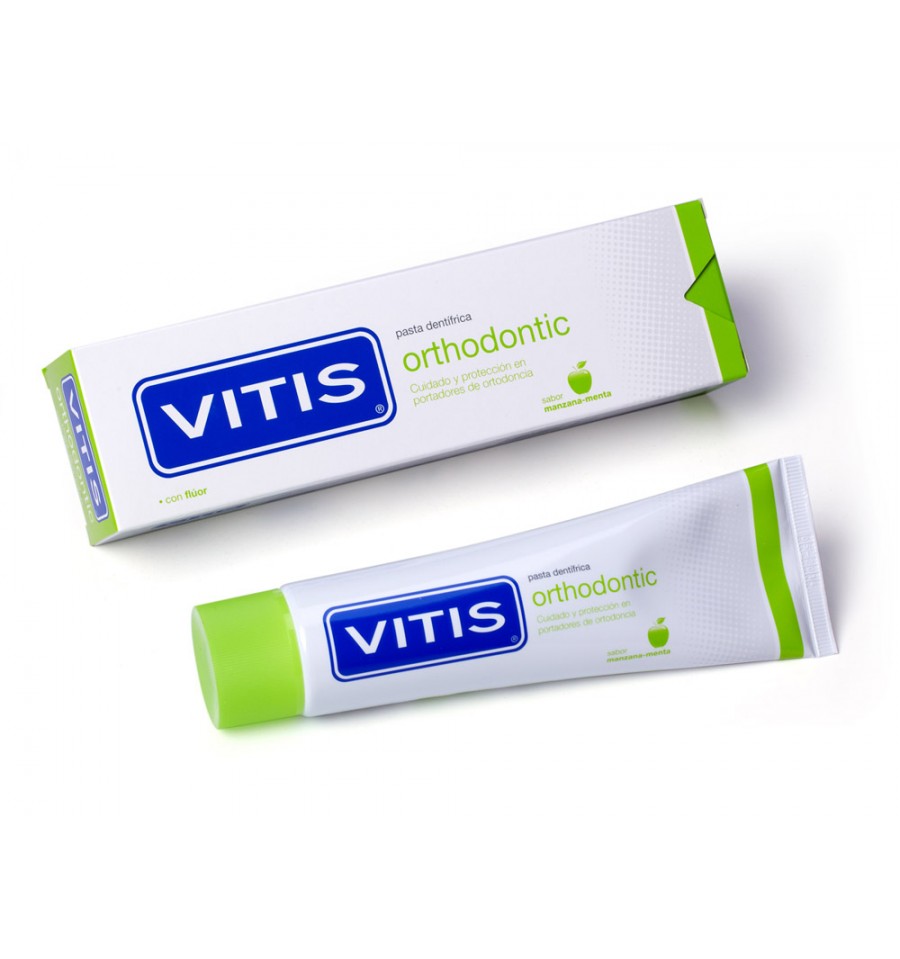 pasta dentífrica
orthodontic
Cuidado y protección en
portadores de ortodoncia
VITIS®
sabor
manzana-menta
• con flúor
VITIS
orthodontic
pasta dentífrica
orthodontic
Cuidado y protección en
portadores de ortodoncia
VITIS®
sabor
manzana-menta